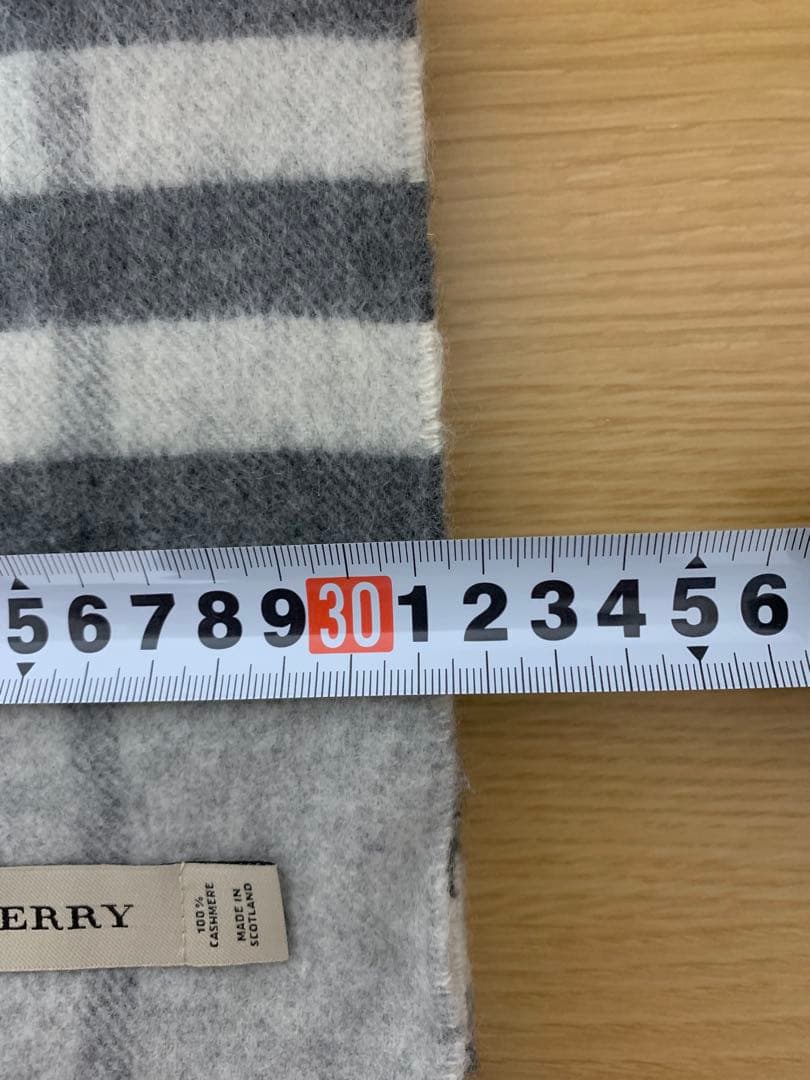 5 6 7 8 9 30 1 2 3 4 5 6
ERRY
100%
CASHMERE
MADE IN
SCOTLAND